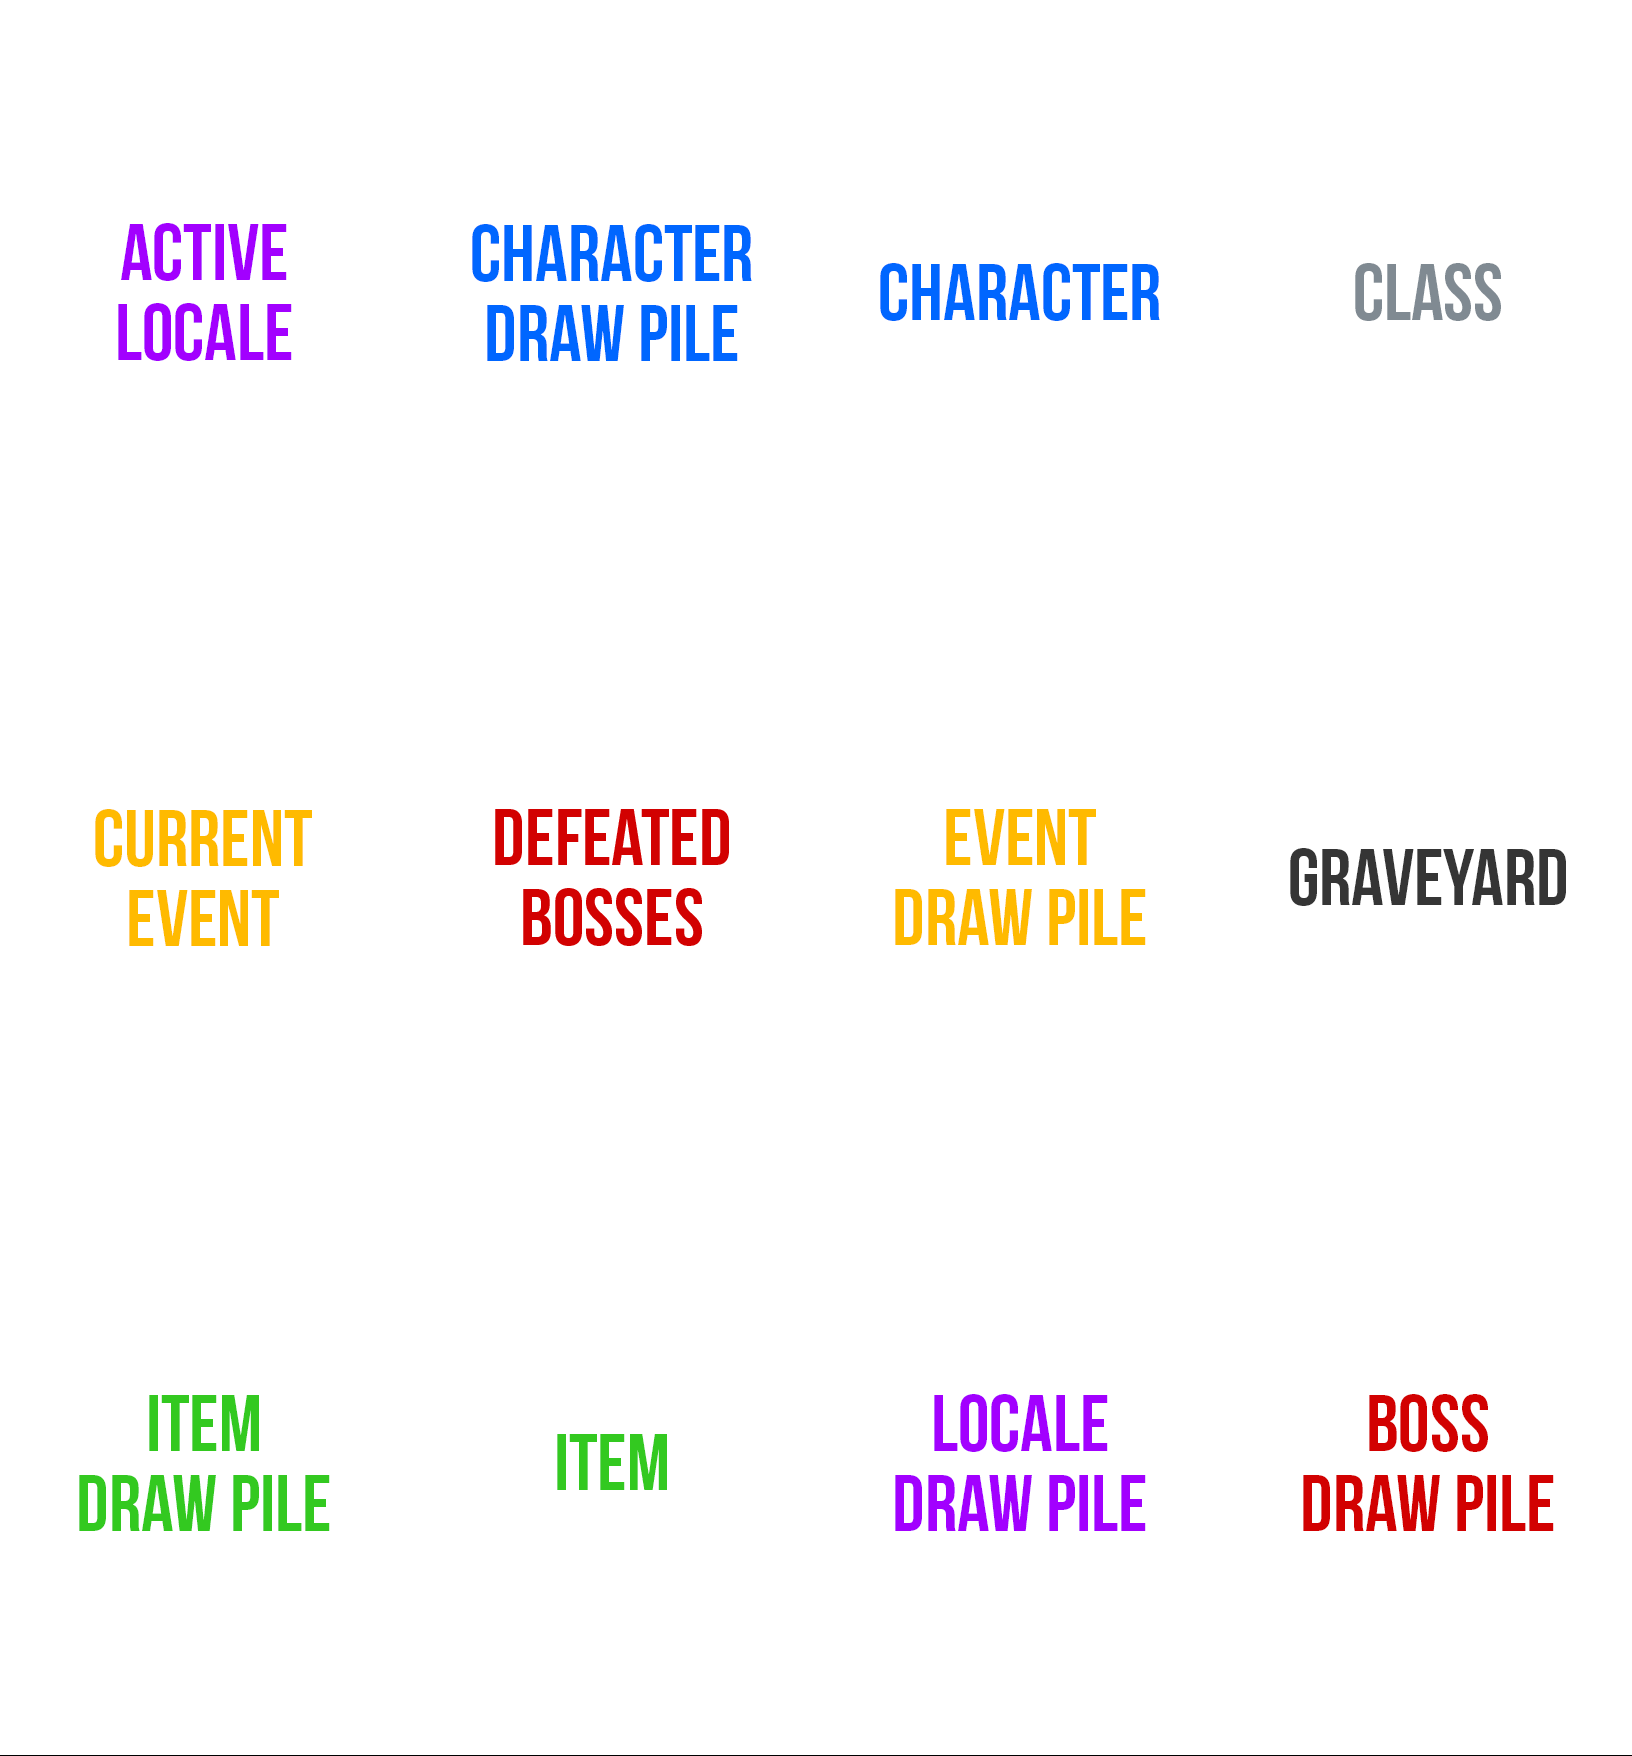 ACTIVE
LOCALE
CHARACTER
DRAW PILE
CHARACTER
CLASS
CURRENT
EVENT
DEFEATED
BOSSES
EVENT
DRAW PILE
GRAVEYARD
ITEM
DRAW PILE
ITEM
LOCALE
DRAW PILE
BOSS
DRAW PILE